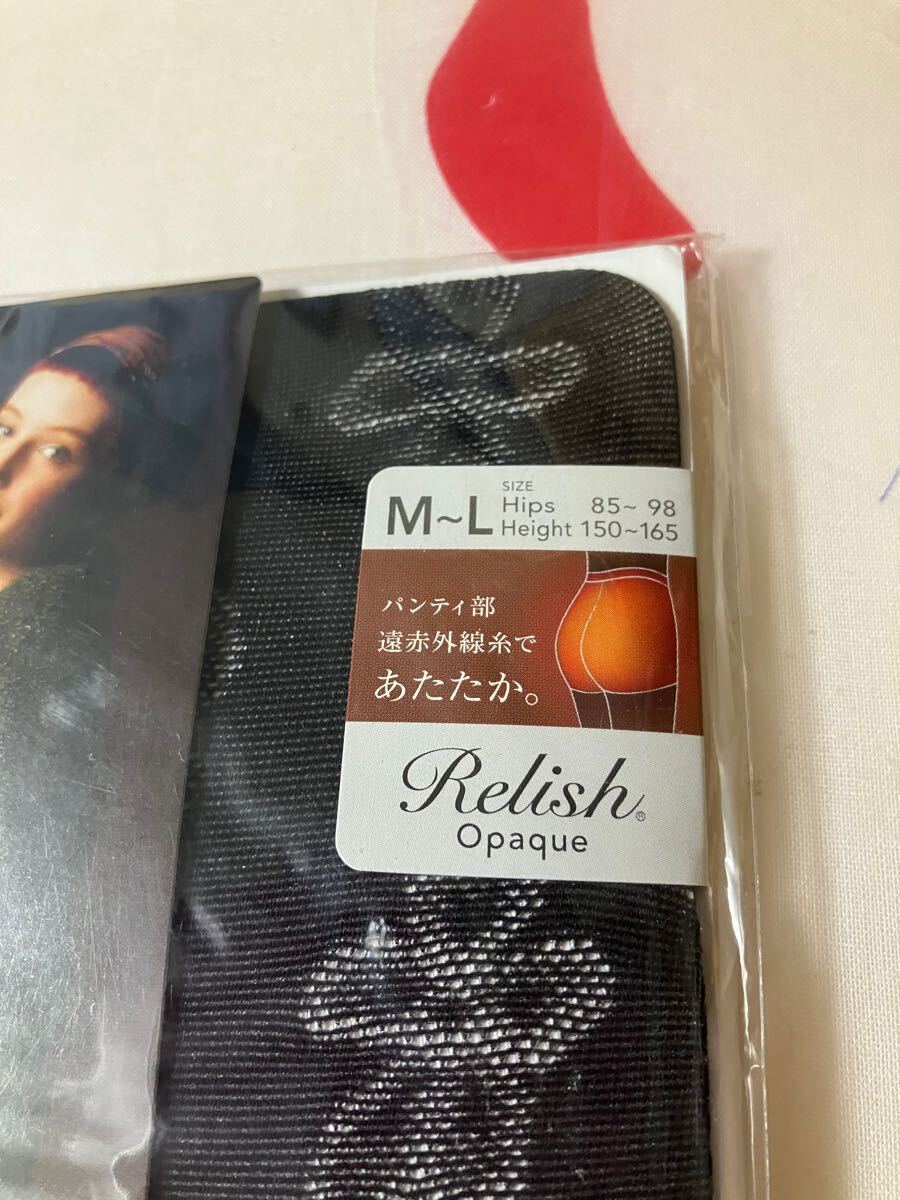 SIZE
M~L
Hips 85~98
Height 150~165
パンティ部
遠赤外線糸で
あたたか。
Relish®
Opaque